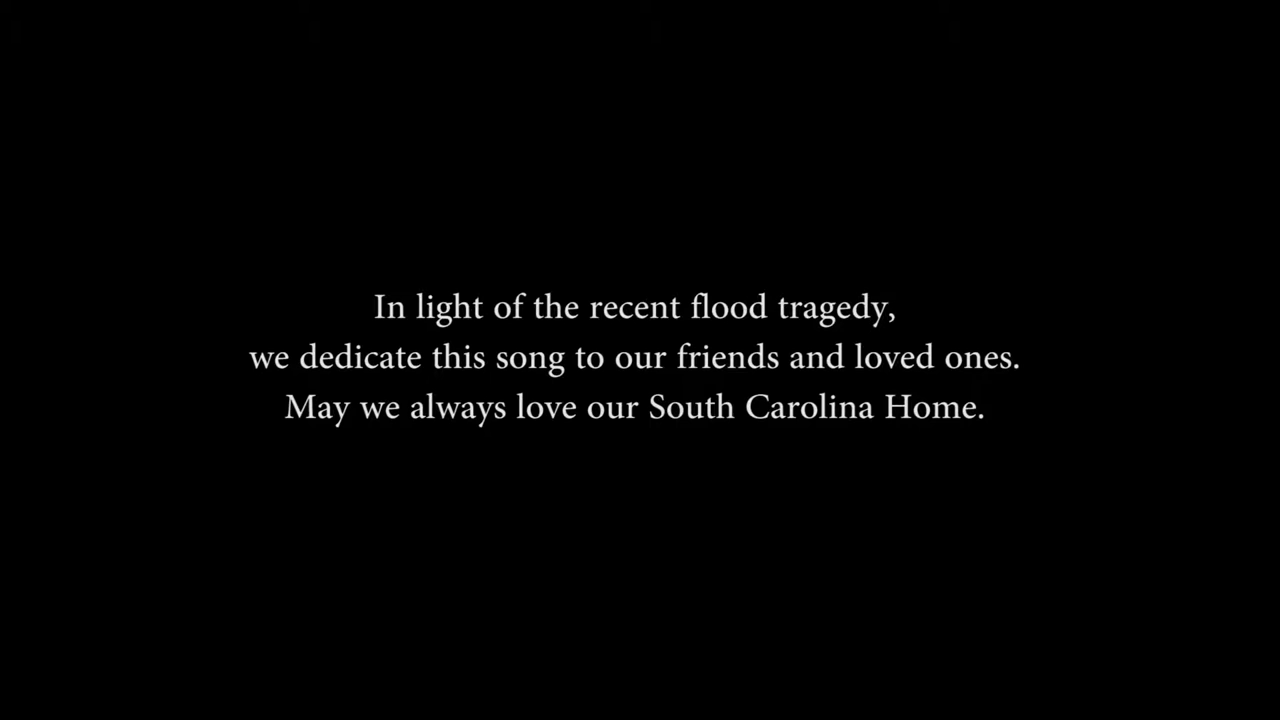 In light of the recent flood tragedy,
we dedicate this song to our friends and loved ones.
May we always love our South Carolina Home.